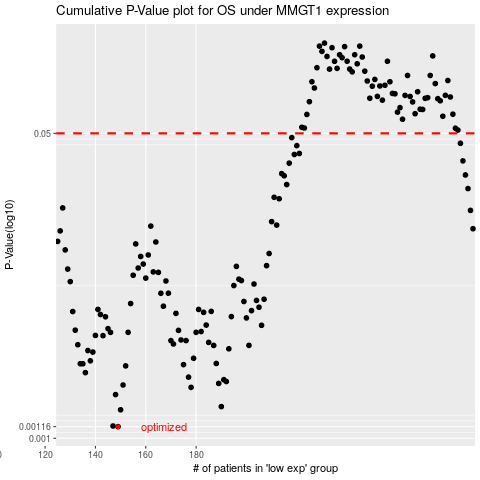 Cumulative P-Value plot for OS under MMGT1 expression
P-Value(log10)
0.05
0.00116
0.001
optimized
0 120 140 160 180
# of patients in 'low exp' group